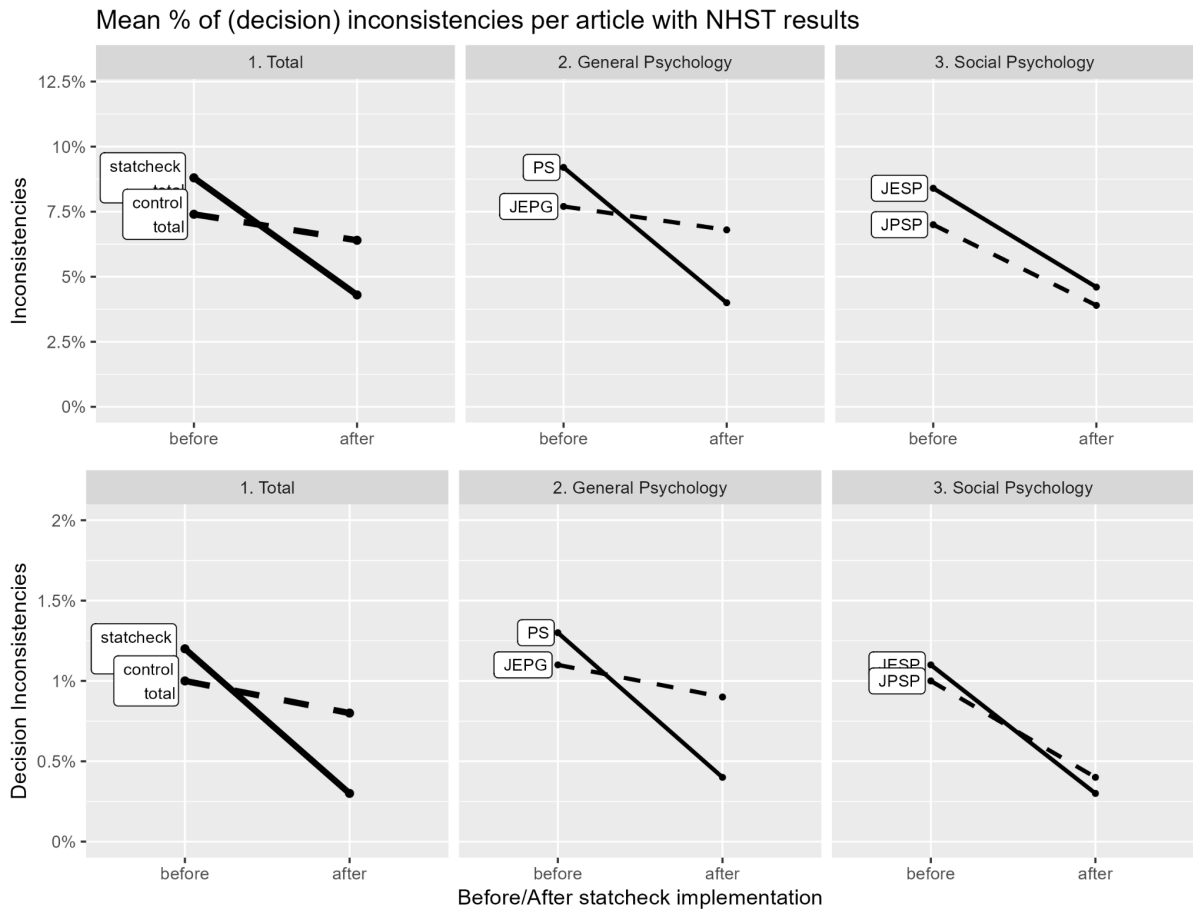 Mean % of (decision) inconsistencies per article with NHST results
1. Total
2. General Psychology
3. Social Psychology
Inconsistencies
12.5%
10%
7.5%
5%
2.5%
0%
statcheck
total
control
total
PS
JEPG
JESP
JPSP
before
after
before
after
before
after
1. Total
2. General Psychology
3. Social Psychology
Decision Inconsistencies
2%
1.5%
1%
0.5%
0%
statcheck
control
total
PS
JEPG
JESP
JPSP
before
after
before
after
before
after
Before/After statcheck implementation